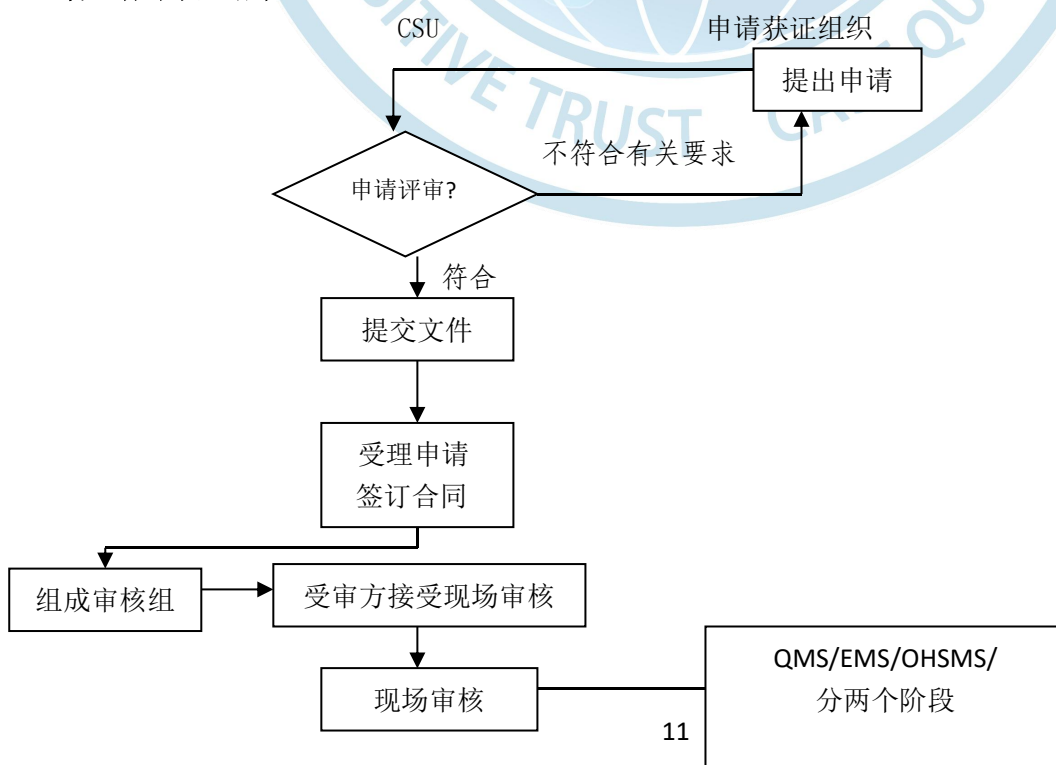 CSU
申请获证组织
提出申请
不符合有关要求
申请评审?
符合
提交文件
受理申请
签订合同
组成审核组
受审方接受现场审核
现场审核
QMS/EMS/OHSMS/
分两个阶段
11
TRUST